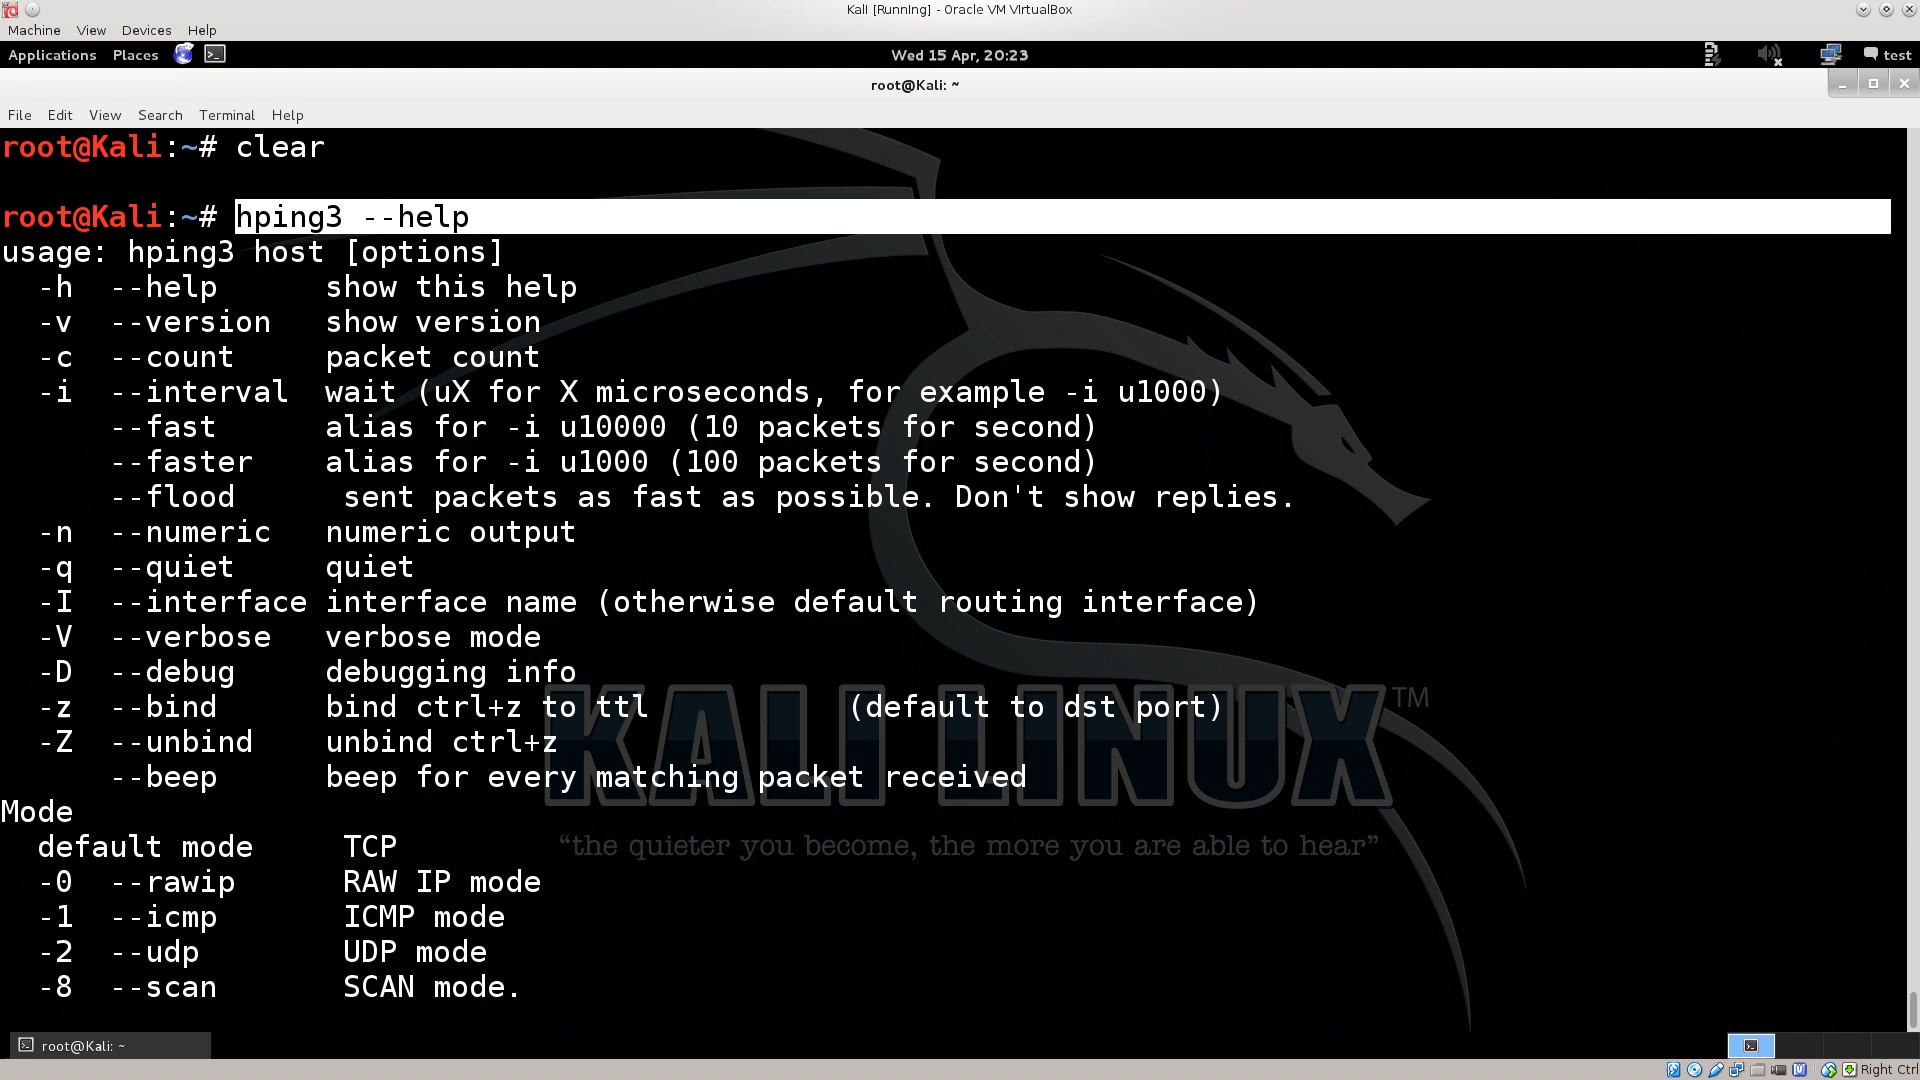 Kali [Running] - Oracle VM VirtualBox
Machine View Devices Help
Applications Places Wed 15 Apr, 20:23 test
root@Kali: ~
File Edit View Search Terminal Help
root@Kali:~# clear
root@Kali:~# hping3 --help
usage: hping3 host [options]
  -h  --help      show this help
  -v  --version   show version
  -c  --count     packet count
  -i  --interval  wait (uX for X microseconds, for example -i u1000)
      --fast      alias for -i u10000 (10 packets for second)
      --faster    alias for -i u1000 (100 packets for second)
      --flood      sent packets as fast as possible. Don't show replies.
  -n  --numeric   numeric output
  -q  --quiet     quiet
  -I  --interface interface name (otherwise default routing interface)
  -V  --verbose   verbose mode
  -D  --debug     debugging info
  -z  --bind      bind ctrl+z to ttl           (default to dst port)
  -Z  --unbind    unbind ctrl+z
      --beep      beep for every matching packet received
KALI LINUX TM
Mode
  default mode     TCP
“the quieter you become, the more you are able to hear”
  -0  --rawip      RAW IP mode
  -1  --icmp       ICMP mode
  -2  --udp        UDP mode
  -8  --scan       SCAN mode.
root@Kali: ~
Right Ctrl